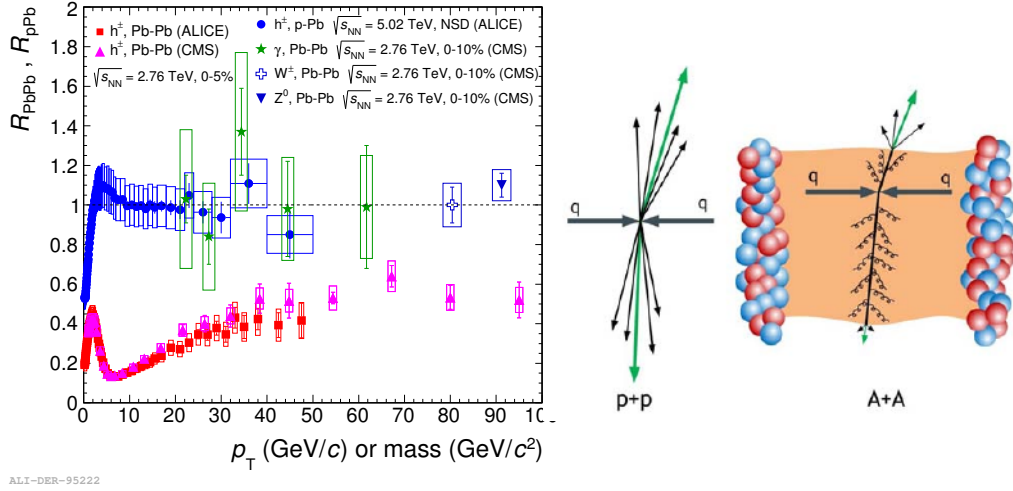 R_PbPb , R_pPb
2
1.8
1.6
1.4
1.2
1
0.8
0.6
0.4
0.2
0
h±, Pb-Pb (ALICE)
h±, Pb-Pb (CMS)
√s_NN = 2.76 TeV, 0-5%
h±, p-Pb √s_NN = 5.02 TeV, NSD (ALICE)
γ, Pb-Pb √s_NN = 2.76 TeV, 0-10% (CMS)
W±, Pb-Pb √s_NN = 2.76 TeV, 0-10% (CMS)
Z⁰, Pb-Pb √s_NN = 2.76 TeV, 0-10% (CMS)
0 10 20 30 40 50 60 70 80 90 100
p_T (GeV/c) or mass (GeV/c²)
ALI-DER-95222
q q
p+p
q q
A+A